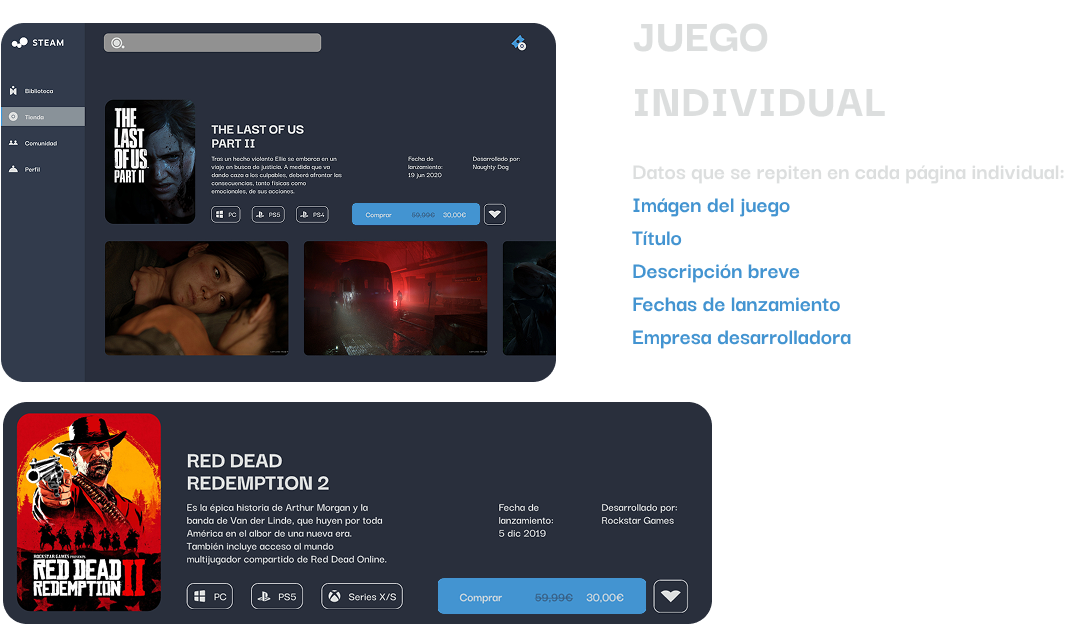 STEAM
Biblioteca
Tienda
Comunidad
Perfil
THE
LAST
OF US
PART II
THE LAST OF US
PART II
Tras un hecho violento Ellie se embarca en un
viaje en busca de justicia. A medida que va
dando caza a los culpables, deberá afrontar las
consecuencias, tanto físicas como
emocionales, de sus acciones.
Fecha de
lanzamiento:
19 jun 2020
Desarrollado por:
Naughty Dog
PC
PS5
PS4
Comprar 59,99€ 30,00€
JUEGO
INDIVIDUAL
Datos que se repiten en cada página individual:
Imágen del juego
Título
Descripción breve
Fechas de lanzamiento
Empresa desarrolladora
ROCKSTAR GAMES PRESENTS
RED DEAD
REDEMPTION II
RED DEAD
REDEMPTION 2
Es la épica historia de Arthur Morgan y la
banda de Van der Linde, que huyen por toda
América en el albor de una nueva era.
También incluye acceso al mundo
multijugador compartido de Red Dead Online.
Fecha de
lanzamiento:
5 dic 2019
Desarrollado por:
Rockstar Games
PC
PS5
Series X/S
Comprar 59,99€ 30,00€